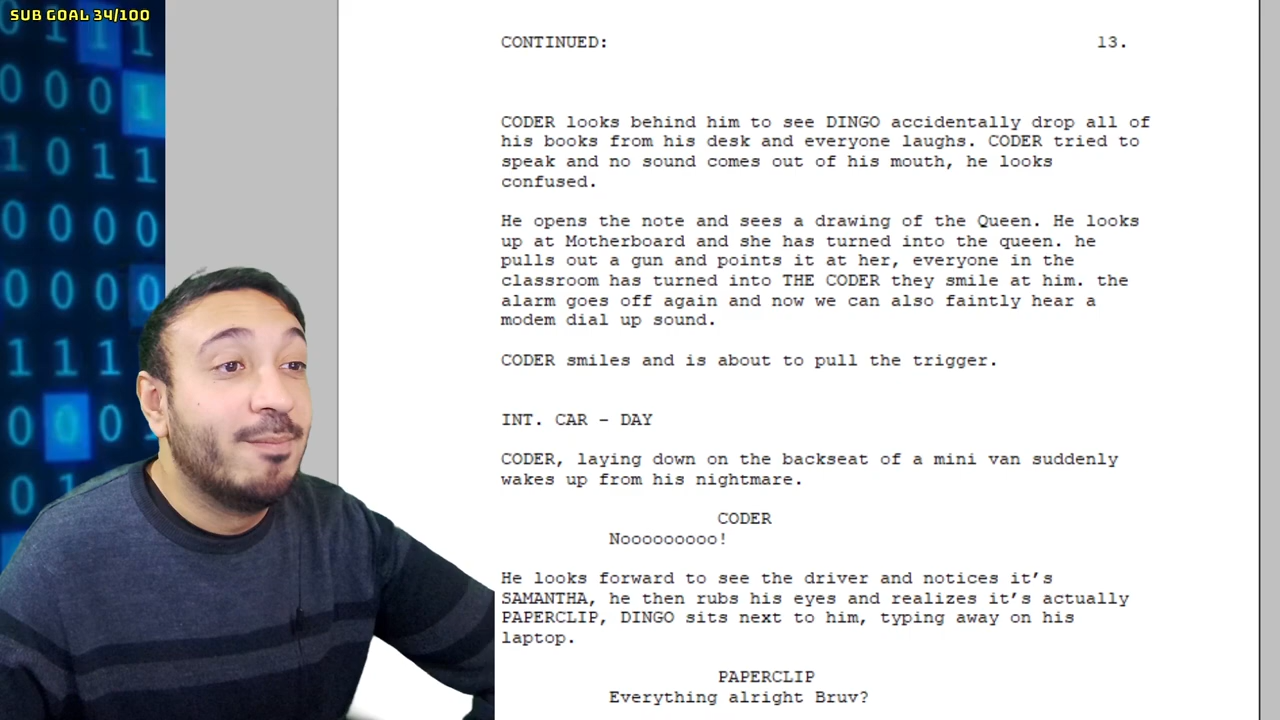 SUB GOAL 34/100
CONTINUED: 13.
CODER looks behind him to see DINGO accidentally drop all of
his books from his desk and everyone laughs. CODER tried to
speak and no sound comes out of his mouth, he looks
confused.
He opens the note and sees a drawing of the Queen. He looks
up at Motherboard and she has turned into the queen. he
pulls out a gun and points it at her, everyone in the
classroom has turned into THE CODER they smile at him. the
alarm goes off again and now we can also faintly hear a
modem dial up sound.
CODER smiles and is about to pull the trigger.
INT. CAR - DAY
CODER, laying down on the backseat of a mini van suddenly
wakes up from his nightmare.
CODER
Nooooooooo!
He looks forward to see the driver and notices it's
SAMANTHA, he then rubs his eyes and realizes it's actually
PAPERCLIP, DINGO sits next to him, typing away on his
laptop.
PAPERCLIP
Everything alright Bruv?